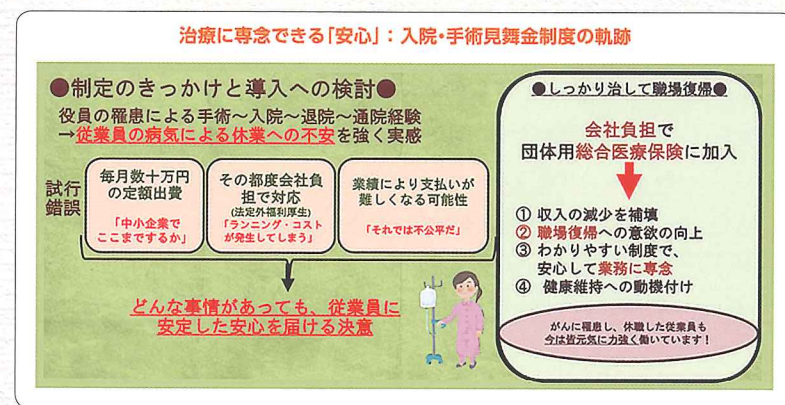 治療に専念できる「安心」：入院・手術見舞金制度の軌跡
●制定のきっかけと導入への検討●
役員の罹患による手術～入院～退院～通院経験
→従業員の病気による休業への不安を強く実感
試行
錯誤
毎月数十万円
の定額出費
「中小企業で
ここまでするか」
その都度会社負
担で対応
(法定外福利厚生)
「ランニング・コスト
が発生してしまう」
業績により支払いが
難しくなる可能性
「それでは不公平だ」
どんな事情があっても、従業員に
安定した安心を届ける決意
●しっかり治して職場復帰●
会社負担で
団体用総合医療保険に加入
① 収入の減少を補填
② 職場復帰への意欲の向上
③ わかりやすい制度で、
安心して業務に専念
④ 健康維持への動機付け
がんに罹患し、休職した従業員も
今は皆元気に力強く働いています！